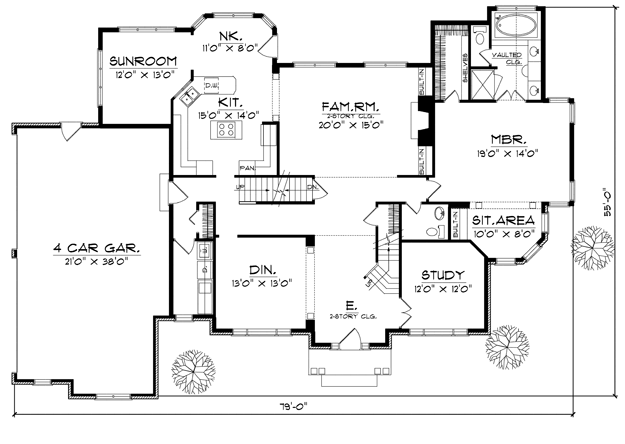 NK.
11'0" x 8'0"
SUNROOM
12'0" x 13'0"
D.W.
KIT.
15'0" x 14'0"
PAN.
UP
DN.
FAM.RM.
2-STORY CLG.
20'0" x 15'0"
BUILT-IN
BUILT-IN
SHELVES
VAULTED
CLG.
MBR.
19'0" x 14'0"
BUILT-IN
SIT.AREA
10'0" x 8'0"
55'-0"
4 CAR GAR.
21'0" x 38'0"
D.
DIN.
13'0" x 13'0"
E.
2-STORY CLG.
STUDY
12'0" x 12'0"
79'-0"